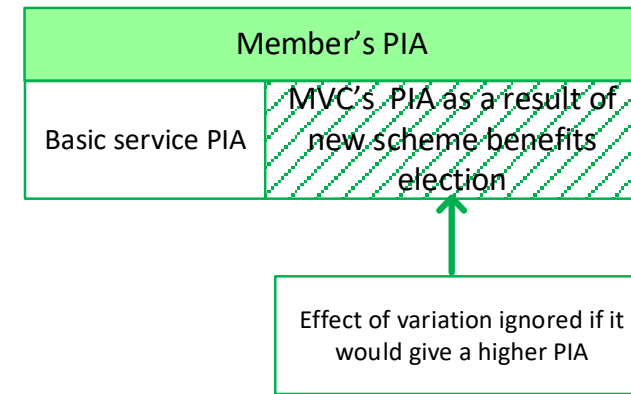 Member's PIA
MVC's PIA as a result of
Basic service PIA
new scheme benefits
election
Effect of variation ignored if it
would give a higher PIA